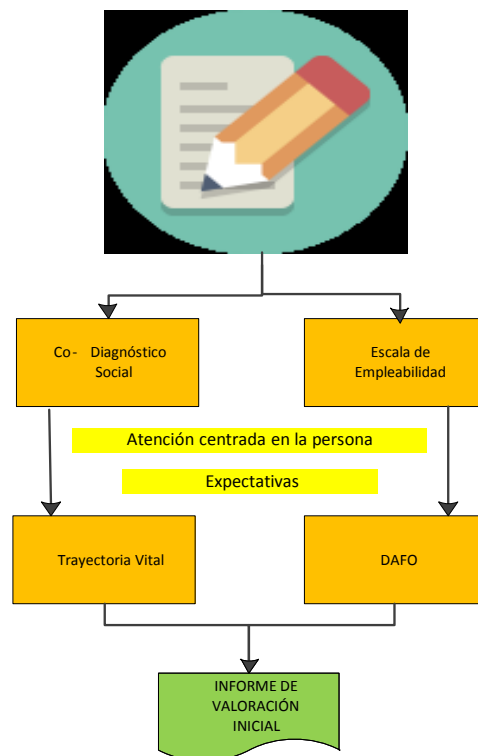 Co-  Diagnóstico
Social
Escala de
Empleabilidad
Atención centrada en la persona
Expectativas
Trayectoria Vital
DAFO
INFORME DE
VALORACIÓN
INICIAL